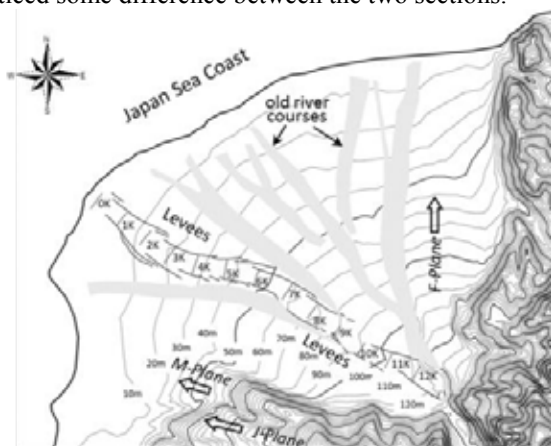 ticed some difference between the two sections.
N
W
E
S
Japan Sea Coast
old river
courses
Levees
0K
1K
2K
3K
4K
5K
6K
7K
8K
9K
10K
11K
12K
Levees
F-Plane
40m
30m
20m
10m
50m
60m
70m
80m
90m
100m
110m
120m
M-Plane
J-Plane